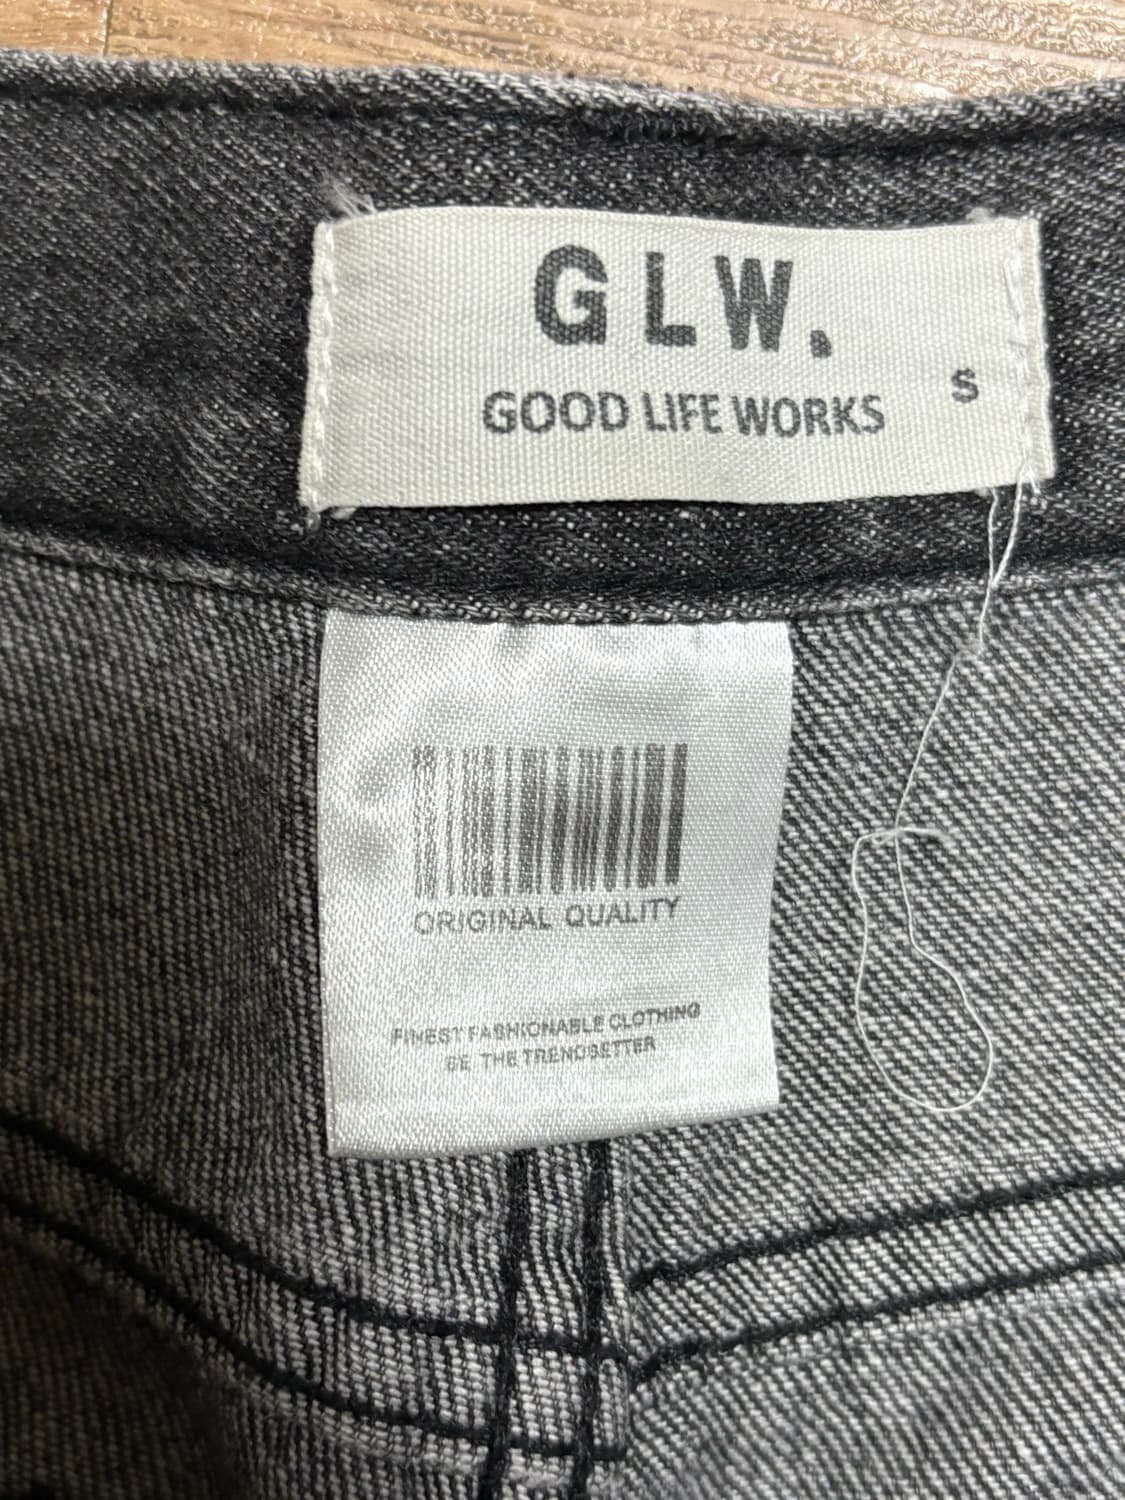 GLW.
GOOD LIFE WORKS
S
ORIGINAL QUALITY
FINEST FASHIONABLE CLOTHING
BE THE TRENDSETTER